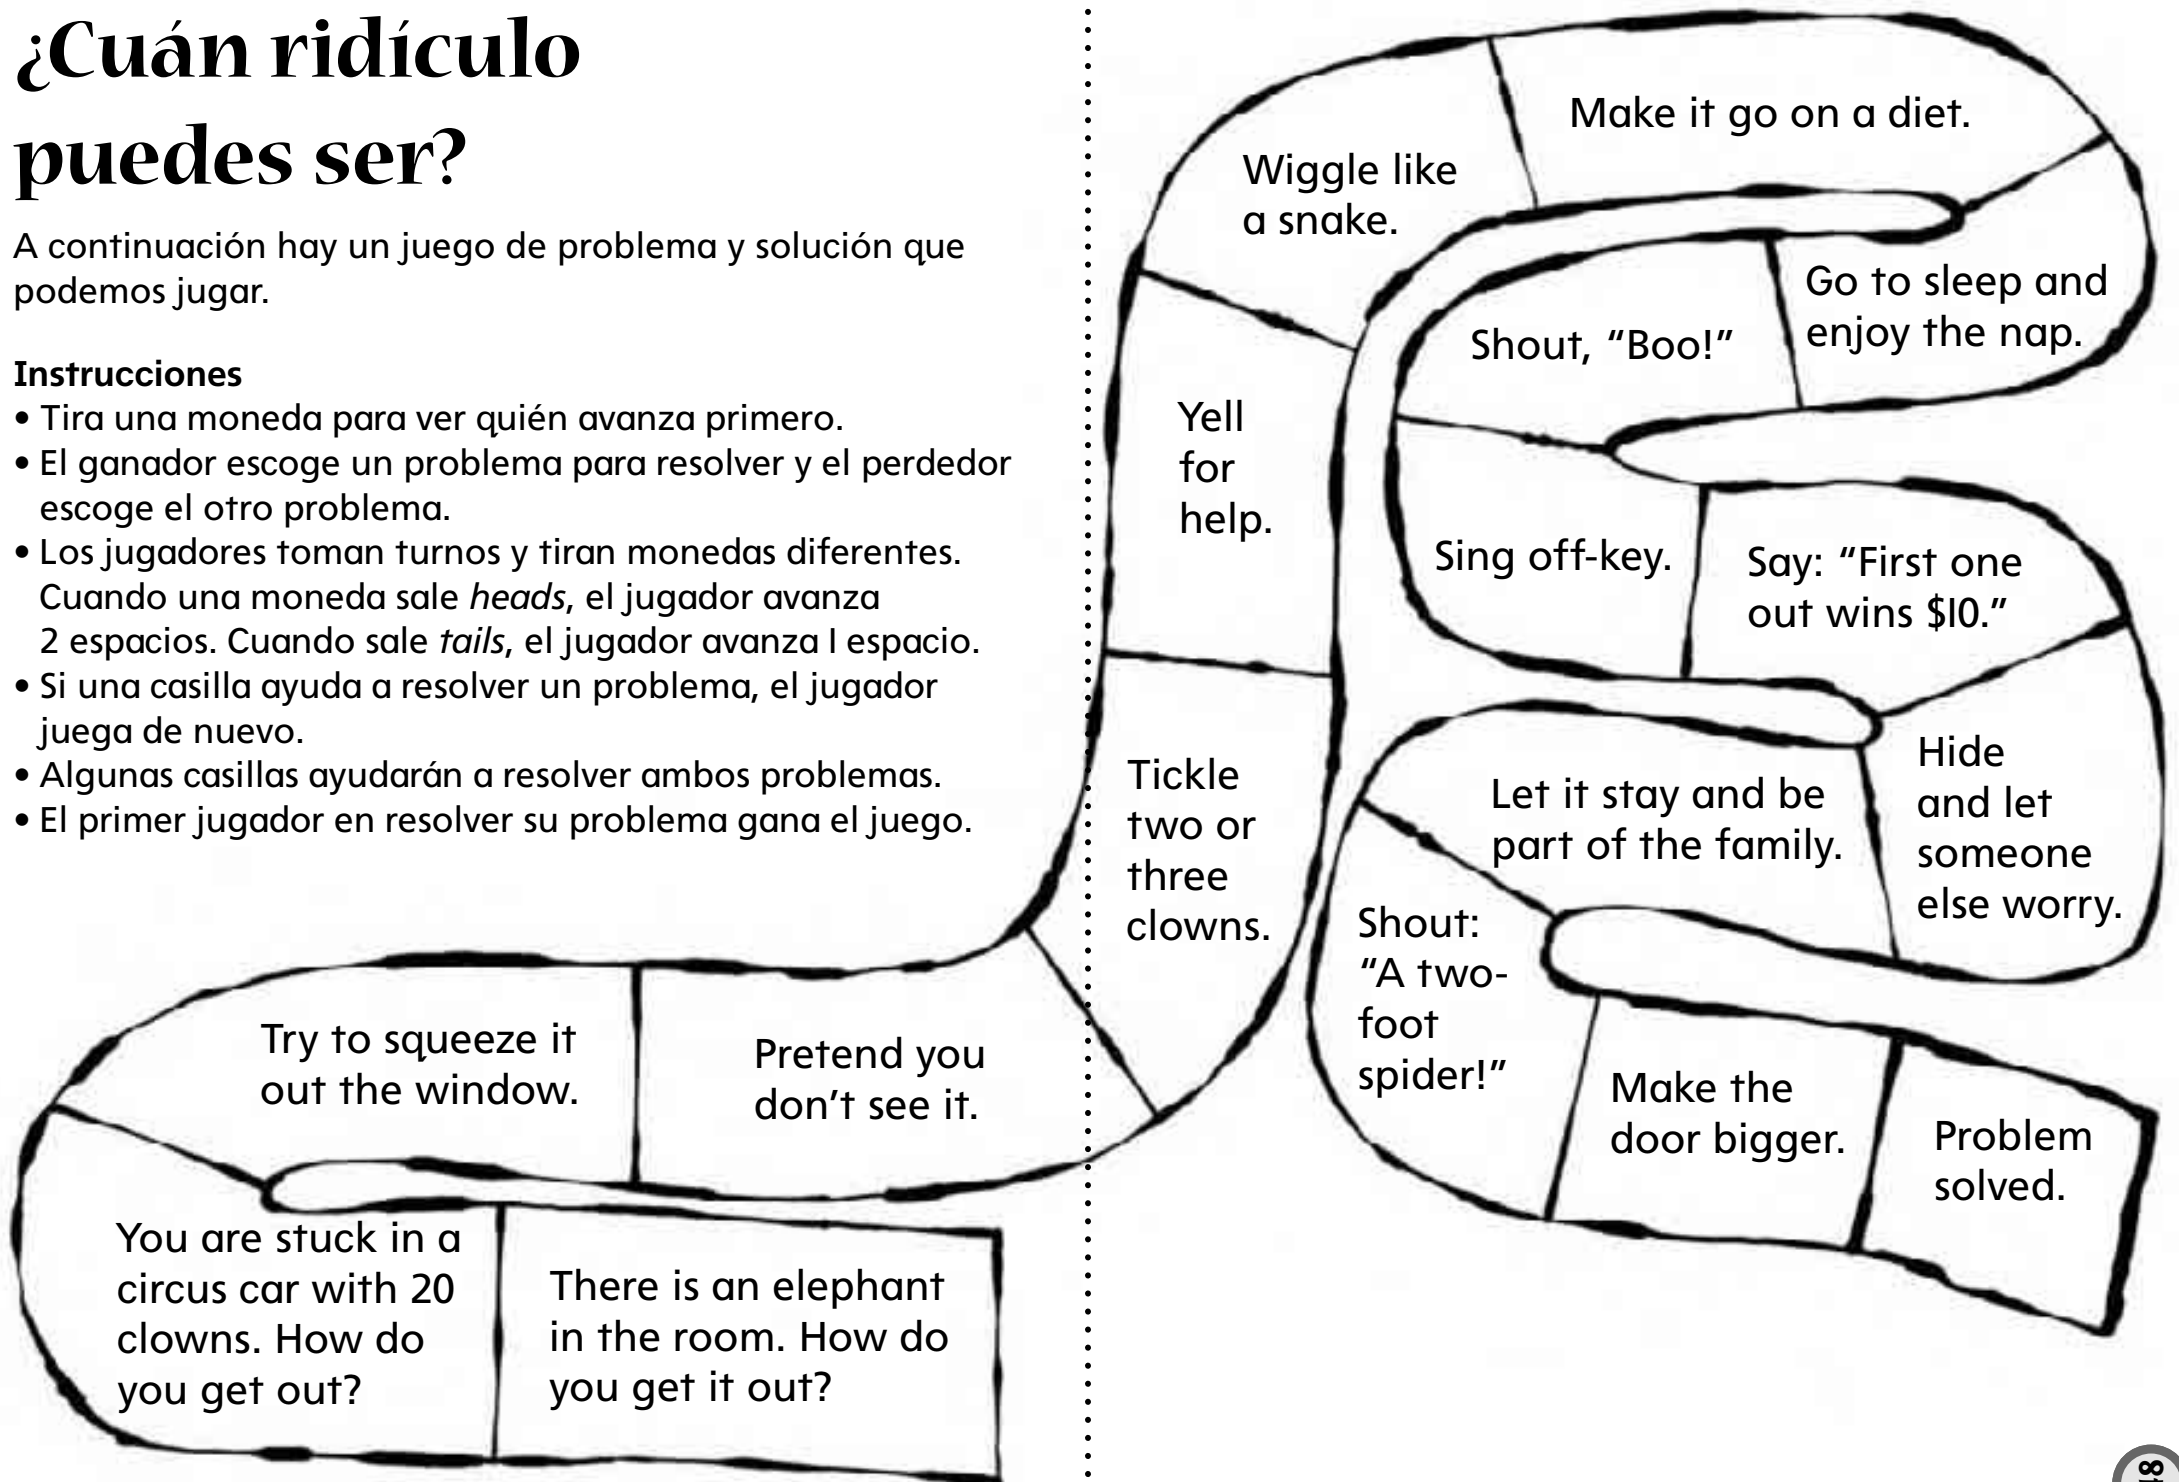 ¿Cuán ridículo
puedes ser?
A continuación hay un juego de problema y solución que
podemos jugar.
Instrucciones
• Tira una moneda para ver quién avanza primero.
• El ganador escoge un problema para resolver y el perdedor
escoge el otro problema.
• Los jugadores toman turnos y tiran monedas diferentes.
Cuando una moneda sale heads, el jugador avanza
2 espacios. Cuando sale tails, el jugador avanza 1 espacio.
• Si una casilla ayuda a resolver un problema, el jugador
juega de nuevo.
• Algunas casillas ayudarán a resolver ambos problemas.
• El primer jugador en resolver su problema gana el juego.
There is an elephant
in the room. How do
you get it out?
You are stuck in a
circus car with 20
clowns. How do
you get out?
Try to squeeze it
out the window.
Pretend you
don't see it.
Tickle
two or
three
clowns.
Yell
for
help.
Wiggle like
a snake.
Make it go on a diet.
Go to sleep and
enjoy the nap.
Shout, “Boo!”
Sing off-key.
Say: “First one
out wins $10.”
Hide
and let
someone
else worry.
Let it stay and be
part of the family.
Shout:
“A two-
foot
spider!”
Make the
door bigger.
Problem
solved.